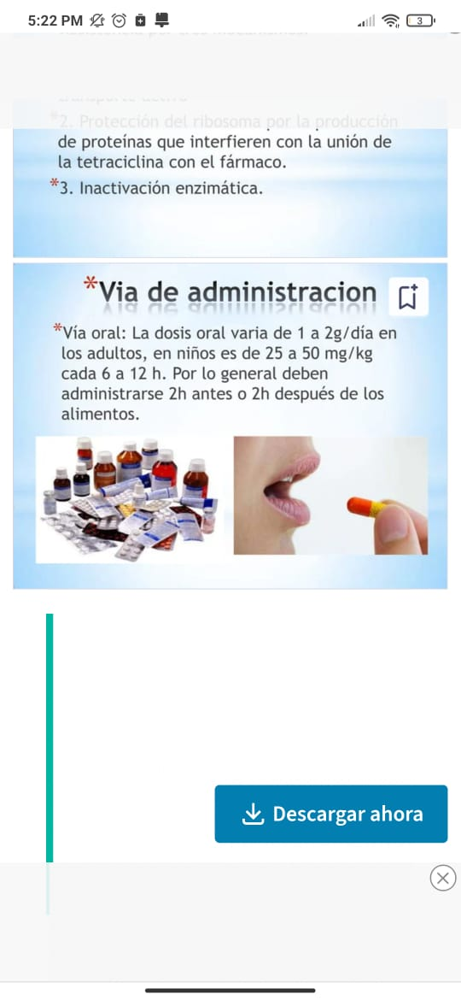 5:22 PM
3
*2. Protección del ribosoma por la producción
de proteínas que interfieren con la unión de
la tetraciclina con el fármaco.
*3. Inactivación enzimática.
*Via de administracion
*Vía oral: La dosis oral varia de 1 a 2g/día en
los adultos, en niños es de 25 a 50 mg/kg
cada 6 a 12 h. Por lo general deben
administrarse 2h antes o 2h después de los
alimentos.
Descargar ahora